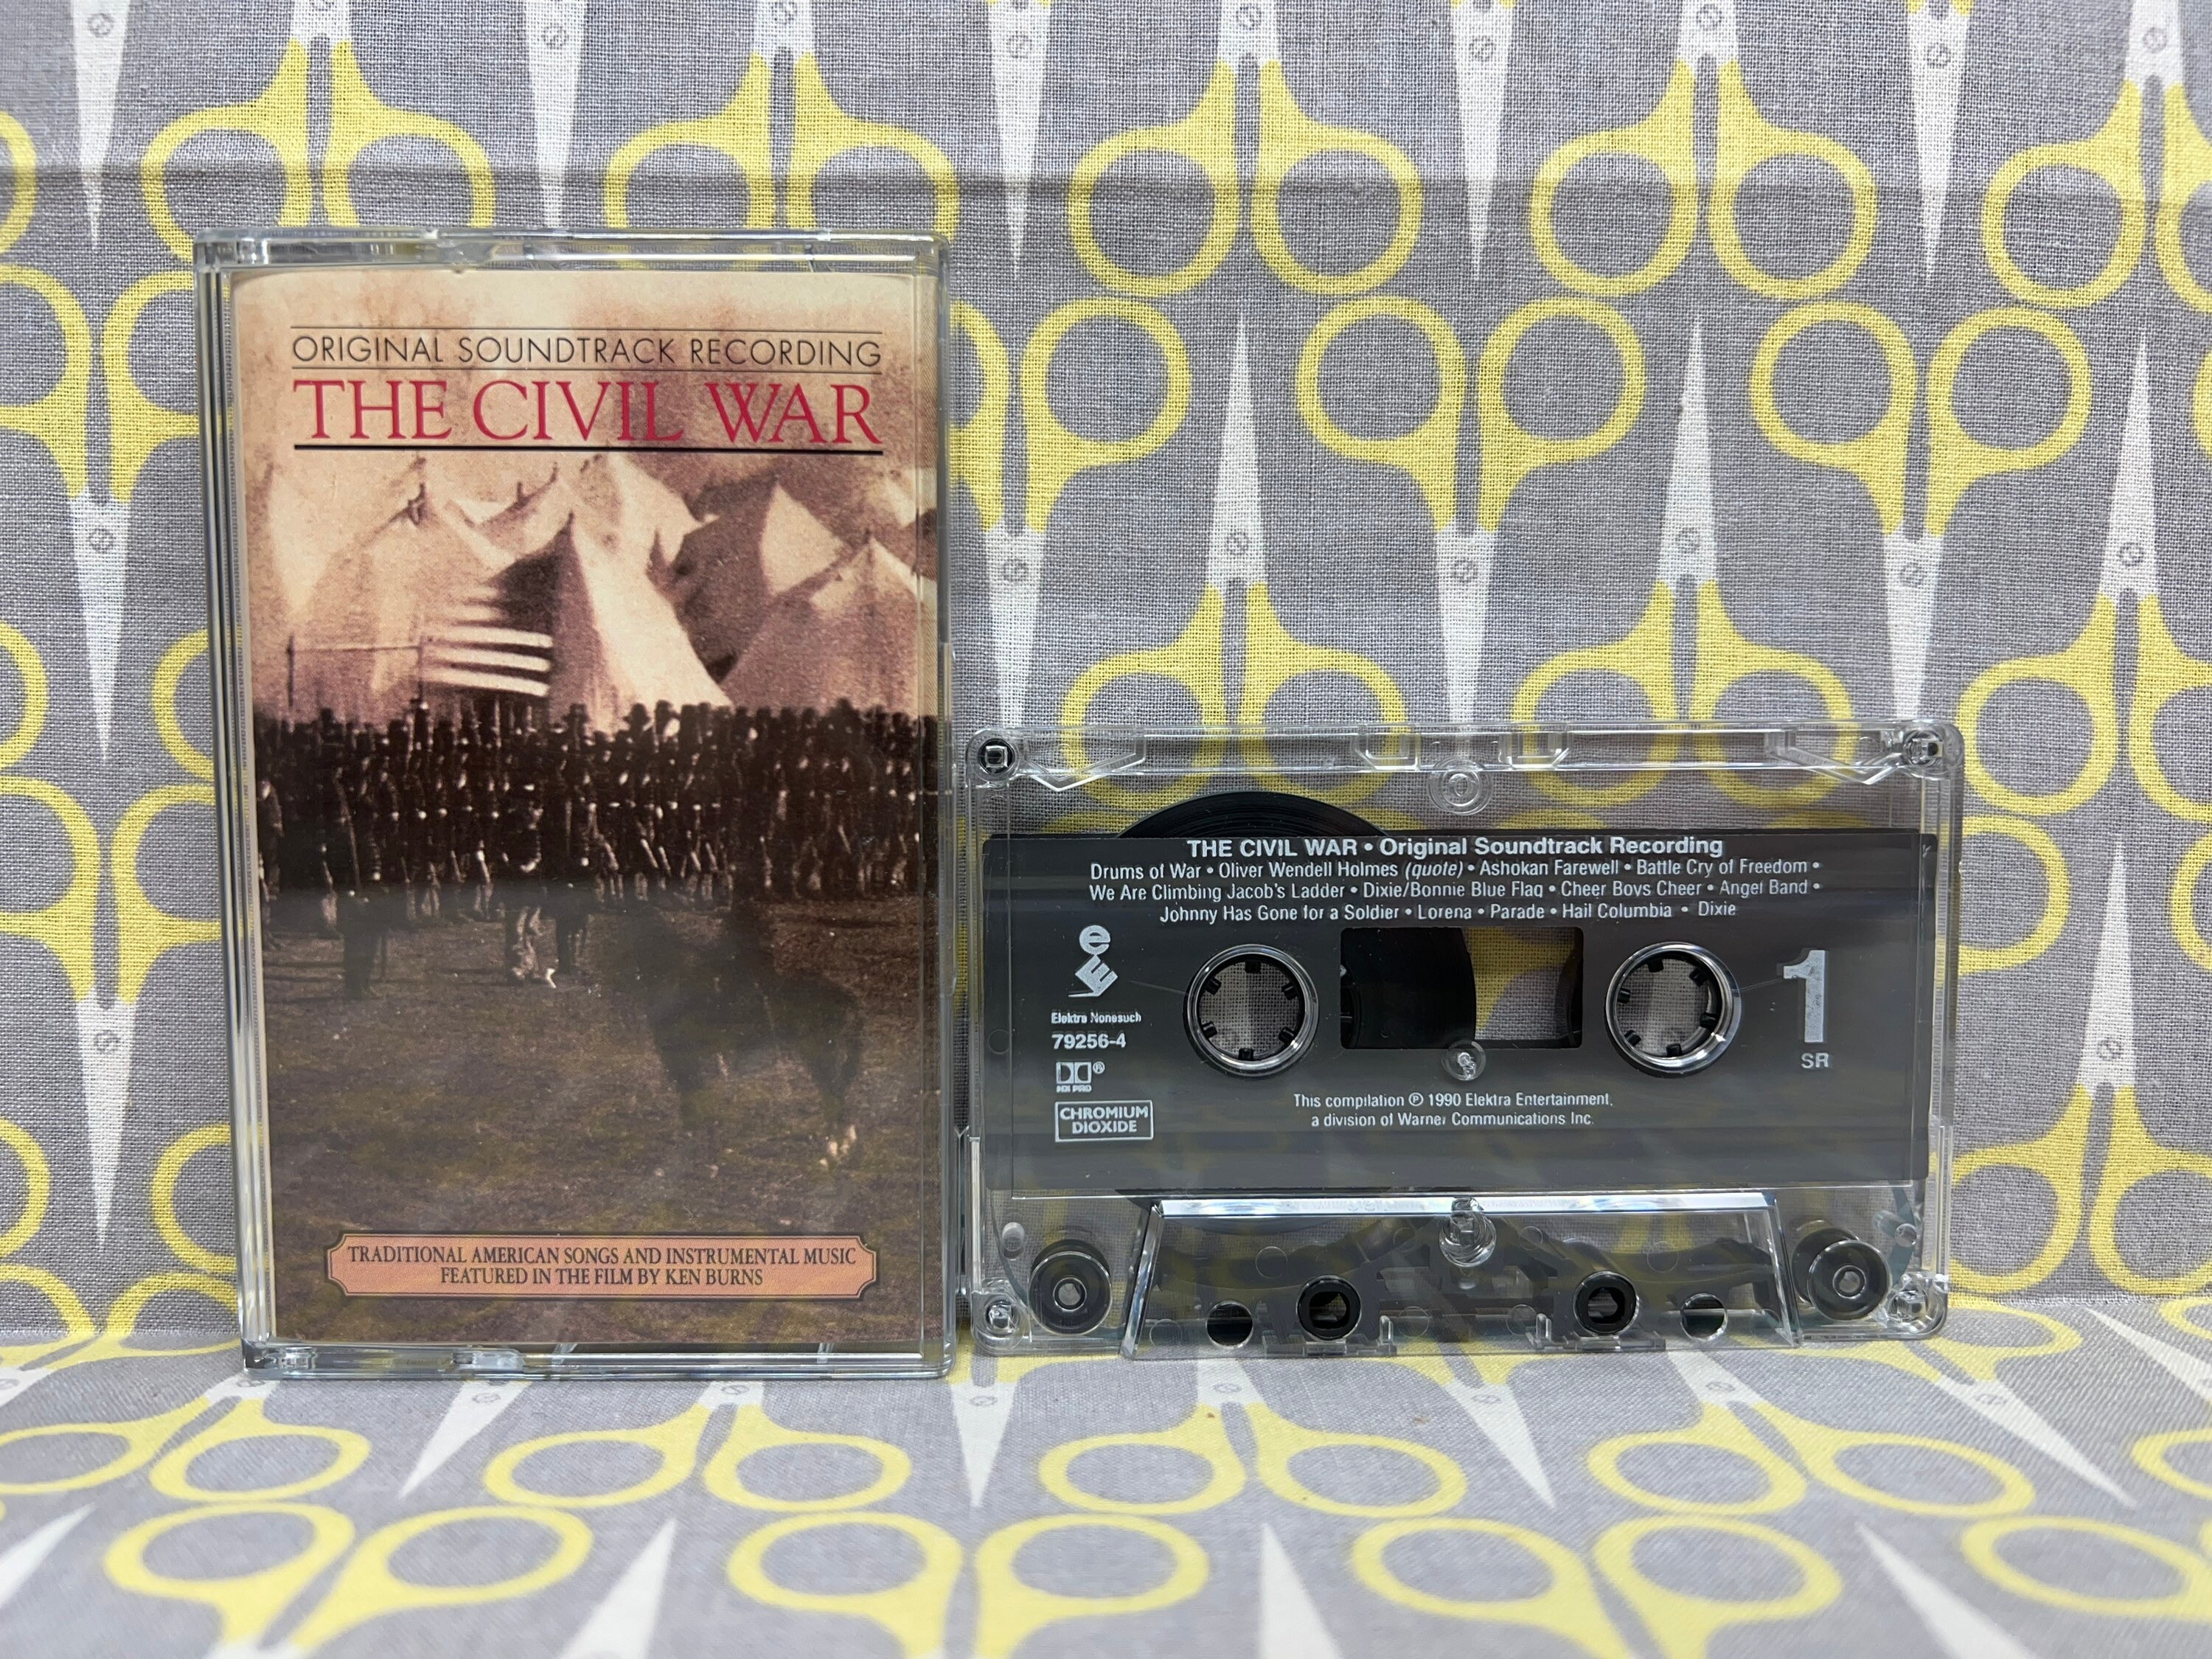 ORIGINAL SOUNDTRACK RECORDING
THE CIVIL WAR
TRADITIONAL AMERICAN SONGS AND INSTRUMENTAL MUSIC
FEATURED IN THE FILM BY KEN BURNS
THE CIVIL WAR • Original Soundtrack Recording
Drums of War • Oliver Wendell Holmes (quote) • Ashokan Farewell • Battle Cry of Freedom •
We Are Climbing Jacob's Ladder • Dixie/Bonnie Blue Flag • Cheer Boys Cheer • Angel Band •
Johnny Has Gone for a Soldier • Lorena • Parade • Hail Columbia • Dixie
Elektra Nonesuch
79256-4
HX PRO
CHROMIUM
DIOXIDE
1
SR
This compilation ℗ 1990 Elektra Entertainment,
a division of Warner Communications Inc.